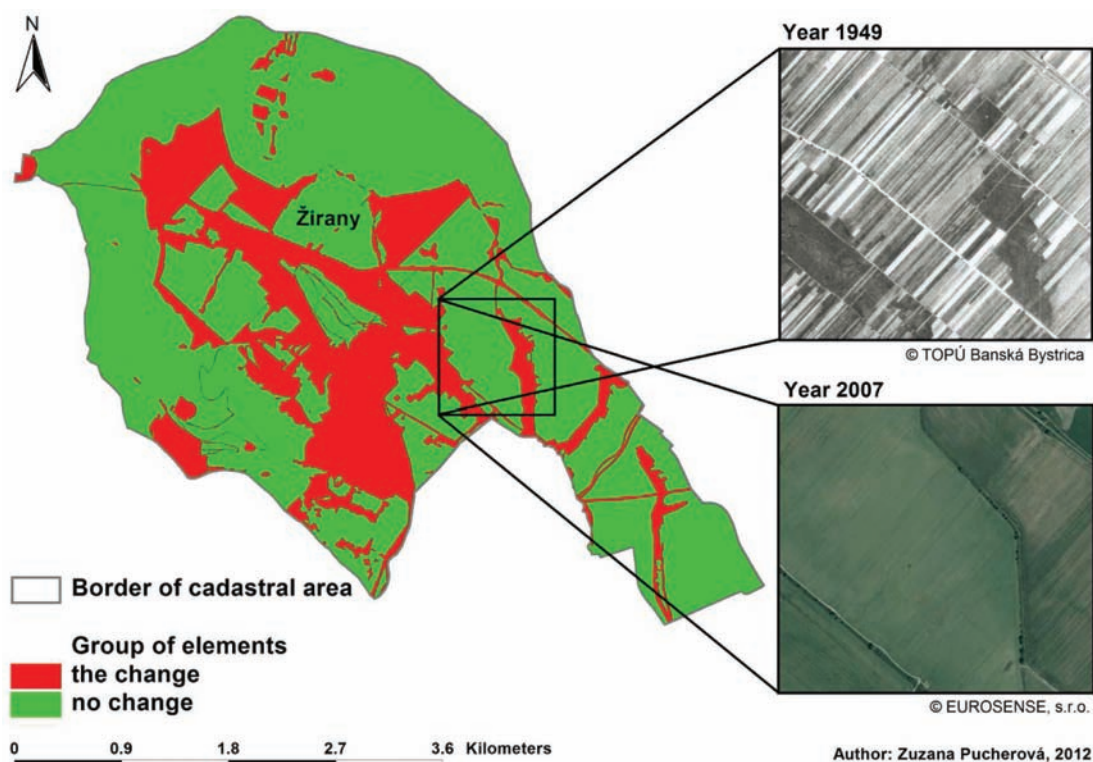 N
Year 1949
Žirany
© TOPÚ Banská Bystrica
Year 2007
Border of cadastral area
Group of elements
the change
no change
© EUROSENSE, s.r.o.
0 0.9 1.8 2.7 3.6 Kilometers
Author: Zuzana Pucherová, 2012